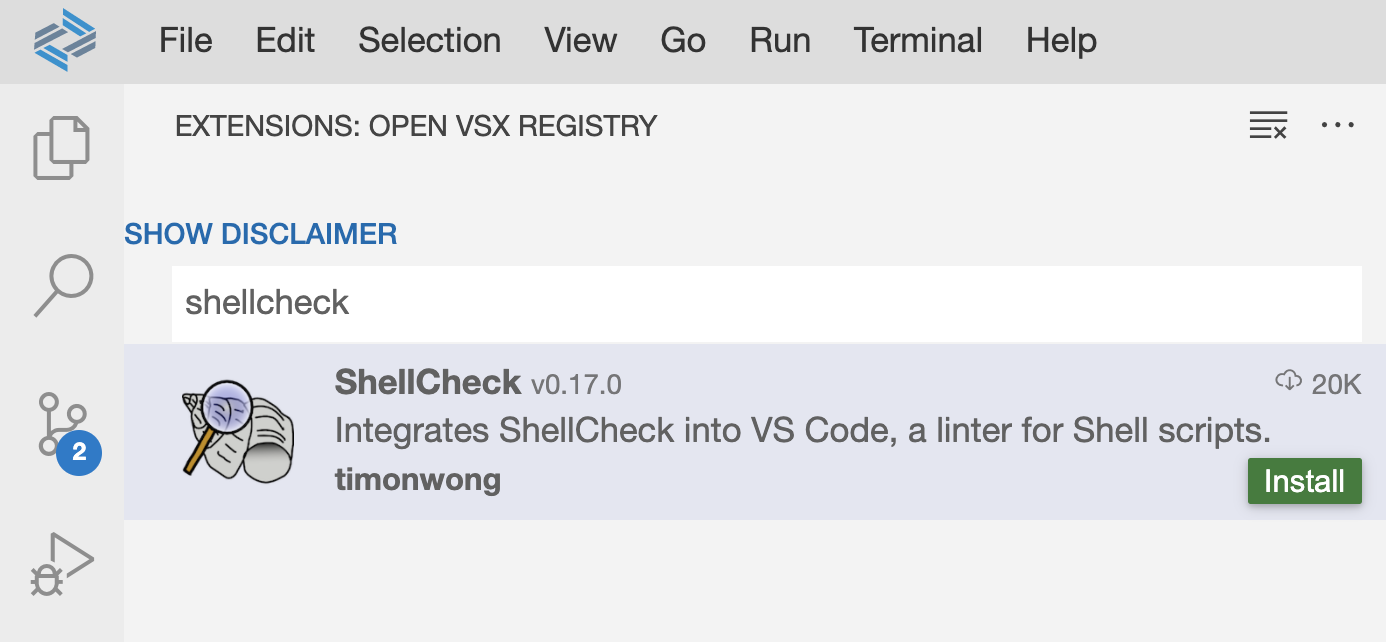 File Edit Selection View Go Run Terminal Help
EXTENSIONS: OPEN VSX REGISTRY
SHOW DISCLAIMER
shellcheck
ShellCheck v0.17.0 20K
Integrates ShellCheck into VS Code, a linter for Shell scripts.
timonwong Install
2